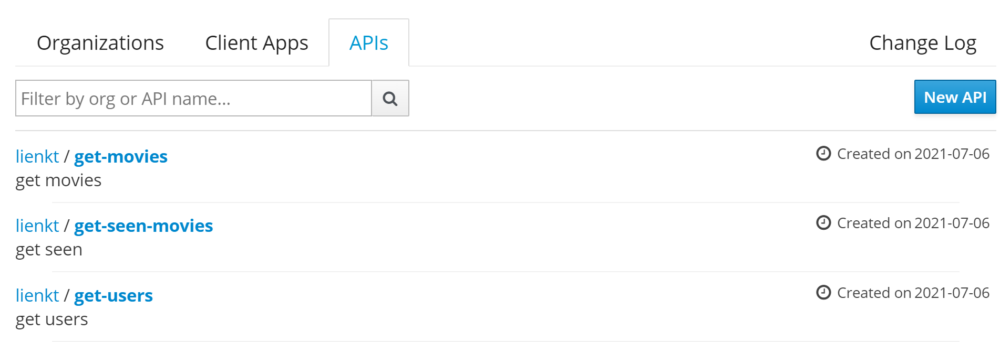 Organizations Client Apps APIs Change Log
Filter by org or API name... New API
lienkt / get-movies Created on 2021-07-06
get movies
lienkt / get-seen-movies Created on 2021-07-06
get seen
lienkt / get-users Created on 2021-07-06
get users